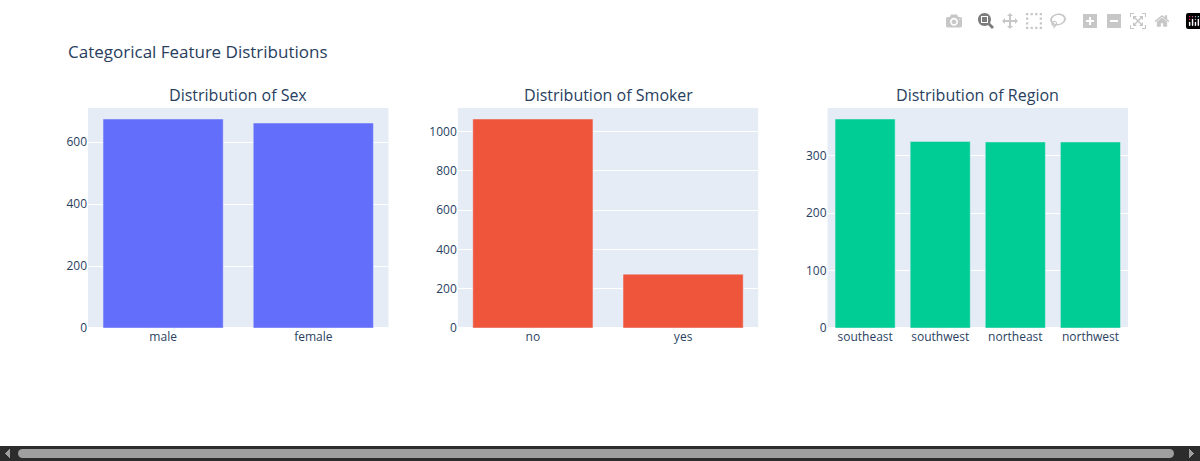 Categorical Feature Distributions
Distribution of Sex
600
400
200
0
male female
Distribution of Smoker
1000
800
600
400
200
0
no yes
Distribution of Region
300
200
100
0
southeast southwest northeast northwest